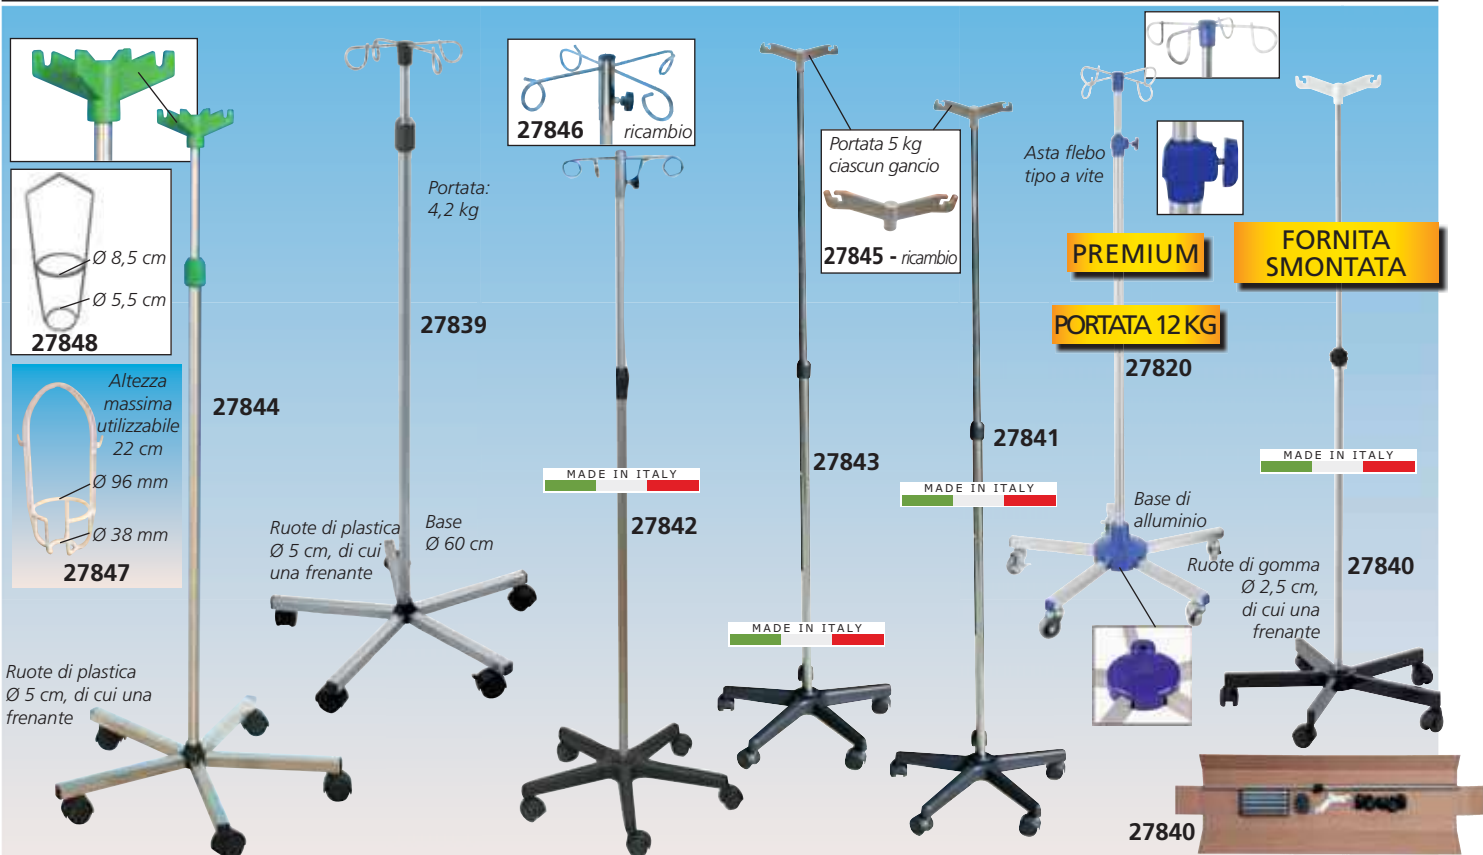 Ø 8,5 cm
Ø 5,5 cm
27848
Altezza
massima
utilizzabile
22 cm
Ø 96 mm
Ø 38 mm
27847
27844
Ruote di plastica
Ø 5 cm, di cui una
frenante
Portata:
4,2 kg
27839
Ruote di plastica
Ø 5 cm, di cui
una frenante
Base
Ø 60 cm
27846 ricambio
MADE IN ITALY
27842
Portata 5 kg
ciascun gancio
27845 - ricambio
27843
MADE IN ITALY
27841
MADE IN ITALY
Asta flebo
tipo a vite
PREMIUM
PORTATA 12 KG
27820
Base di
alluminio
FORNITA
SMONTATA
MADE IN ITALY
Ruote di gomma
Ø 2,5 cm,
di cui una
frenante
27840
27840